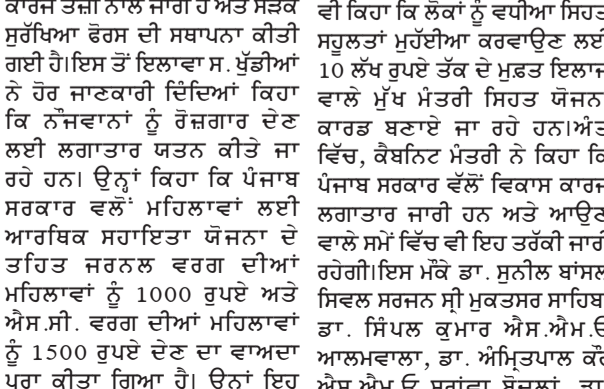 ਕਾਰਜ ਤੇਜ਼ੀ ਨਾਲ ਜਾਰੀ ਹੈ ਅਤੇ ਸੜਕ
ਸੁਰੱਖਿਆ ਫੋਰਸ ਦੀ ਸਥਾਪਨਾ ਕੀਤੀ
ਗਈ ਹੈ।ਇਸ ਤੋਂ ਇਲਾਵਾ ਸ. ਖੁੱਡੀਆਂ
ਨੇ ਹੋਰ ਜਾਣਕਾਰੀ ਦਿੰਦਿਆਂ ਕਿਹਾ
ਕਿ ਨੌਜਵਾਨਾਂ ਨੂੰ ਰੋਜ਼ਗਾਰ ਦੇਣ
ਲਈ ਲਗਾਤਾਰ ਯਤਨ ਕੀਤੇ ਜਾ
ਰਹੇ ਹਨ। ਉਨ੍ਹਾਂ ਕਿਹਾ ਕਿ ਪੰਜਾਬ
ਸਰਕਾਰ ਵਲੋਂ ਮਹਿਲਾਵਾਂ ਲਈ
ਆਰਥਿਕ ਸਹਾਇਤਾ ਯੋਜਨਾ ਦੇ
ਤਹਿਤ ਜਰਨਲ ਵਰਗ ਦੀਆਂ
ਮਹਿਲਾਵਾਂ ਨੂੰ 1000 ਰੁਪਏ ਅਤੇ
ਐਸ.ਸੀ. ਵਰਗ ਦੀਆਂ ਮਹਿਲਾਵਾਂ
ਨੂੰ 1500 ਰੁਪਏ ਦੇਣ ਦਾ ਵਾਅਦਾ
ਪੂਰਾ ਕੀਤਾ ਗਿਆ ਹੈ। ਉਨ੍ਹਾਂ ਇਹ
ਵੀ ਕਿਹਾ ਕਿ ਲੋਕਾਂ ਨੂੰ ਵਧੀਆ ਸਿਹਤ
ਸਹੂਲਤਾਂ ਮੁਹੱਈਆ ਕਰਵਾਉਣ ਲਈ
10 ਲੱਖ ਰੁਪਏ ਤੱਕ ਦੇ ਮੁਫ਼ਤ ਇਲਾਜ
ਵਾਲੇ ਮੁੱਖ ਮੰਤਰੀ ਸਿਹਤ ਯੋਜਨ
ਕਾਰਡ ਬਣਾਏ ਜਾ ਰਹੇ ਹਨ।ਅੰਤ
ਵਿੱਚ, ਕੈਬਨਿਟ ਮੰਤਰੀ ਨੇ ਕਿਹਾ ਕਿ
ਪੰਜਾਬ ਸਰਕਾਰ ਵੱਲੋਂ ਵਿਕਾਸ ਕਾਰਜ
ਲਗਾਤਾਰ ਜਾਰੀ ਹਨ ਅਤੇ ਆਉਣ
ਵਾਲੇ ਸਮੇਂ ਵਿੱਚ ਵੀ ਇਹ ਤਰੱਕੀ ਜਾਰੀ
ਰਹੇਗੀ।ਇਸ ਮੌਕੇ ਡਾ. ਸੁਨੀਲ ਬਾਂਸਲ
ਸਿਵਲ ਸਰਜਨ ਸ੍ਰੀ ਮੁਕਤਸਰ ਸਾਹਿਬ
ਡਾ. ਸਿੰਪਲ ਕੁਮਾਰ ਐਸ.ਐਮ.ਓ
ਆਲਮਵਾਲਾ, ਡਾ. ਅੰਮ੍ਰਿਤਪਾਲ ਕੌਰ
ਐਸ.ਐਮ.ਓ